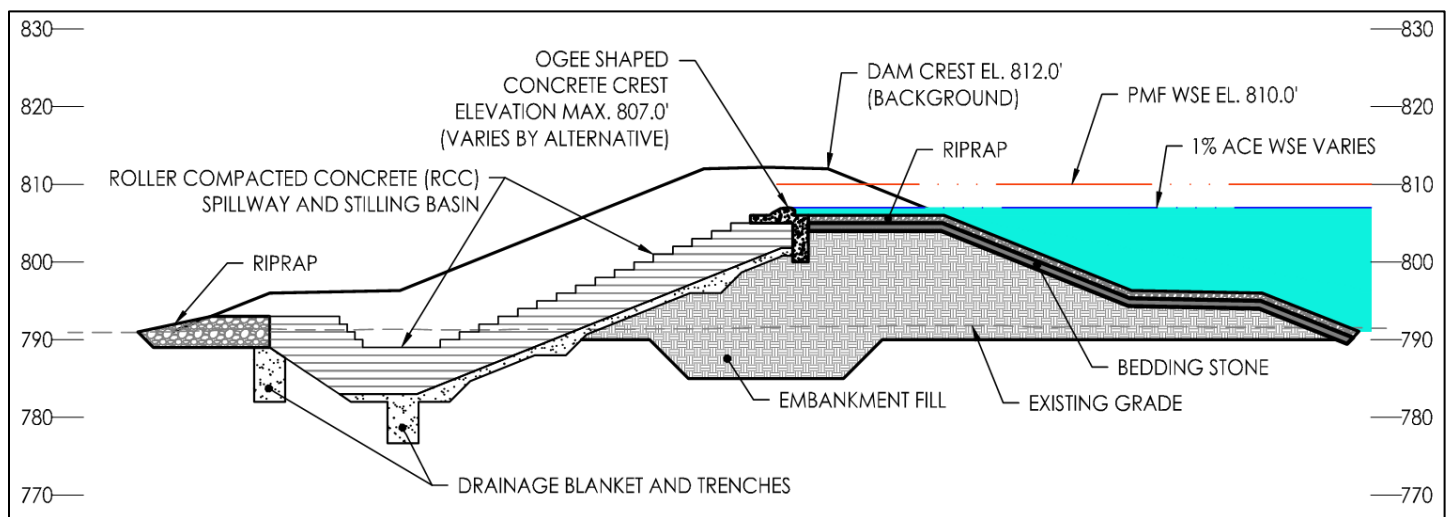 830
830
OGEE SHAPED
CONCRETE CREST
ELEVATION MAX. 807.0'
(VARIES BY ALTERNATIVE)
DAM CREST EL. 812.0'
(BACKGROUND)
PMF WSE EL. 810.0'
820
820
RIPRAP
1% ACE WSE VARIES
810
810
ROLLER COMPACTED CONCRETE (RCC)
SPILLWAY AND STILLING BASIN
RIPRAP
800
800
790
790
BEDDING STONE
EMBANKMENT FILL
EXISTING GRADE
780
780
DRAINAGE BLANKET AND TRENCHES
770
770